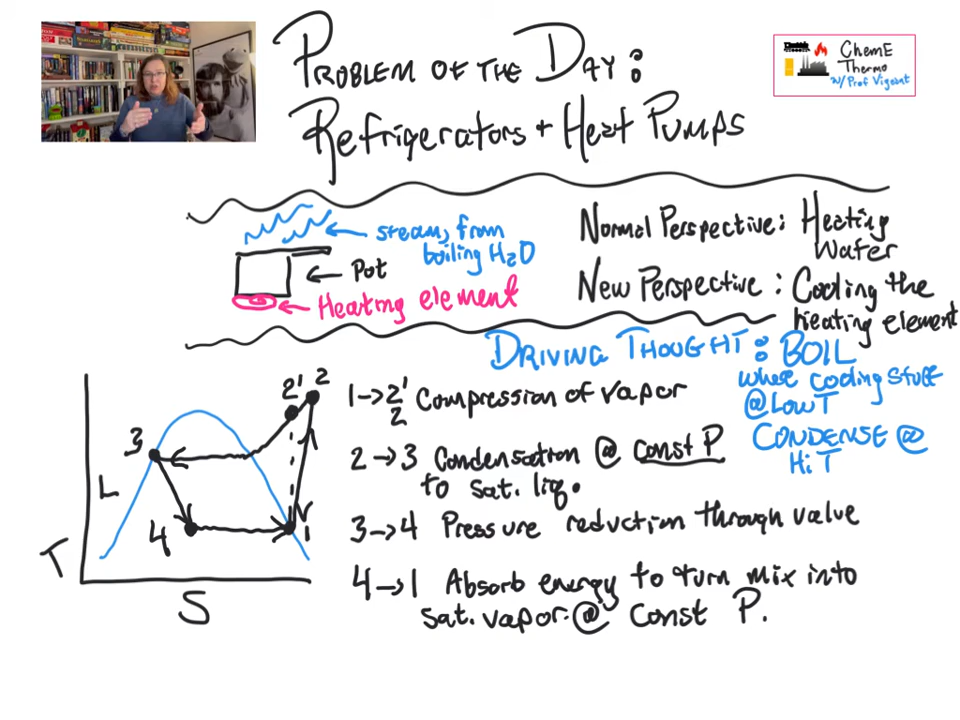 PROBLEM OF THE DAY:
Refrigerators + Heat Pumps
ChemE
Thermo
w/ Prof Vigeant
steam, from
boiling H2O
Pot
Heating element
Normal Perspective: Heating
Water
New Perspective: Cooling the
heating element
DRIVING THOUGHT: BOIL
where cooling stuff
@ Low T
CONDENSE @
Hi T
1→2' Compression of vapor
2
2→3 Condensation @ const P
to sat. liq.
3→4 Pressure reduction through valve
4→1 Absorb energy to turn mix into
sat. vapor @ Const P.
2' 2
3
L
V
4
1
T
S